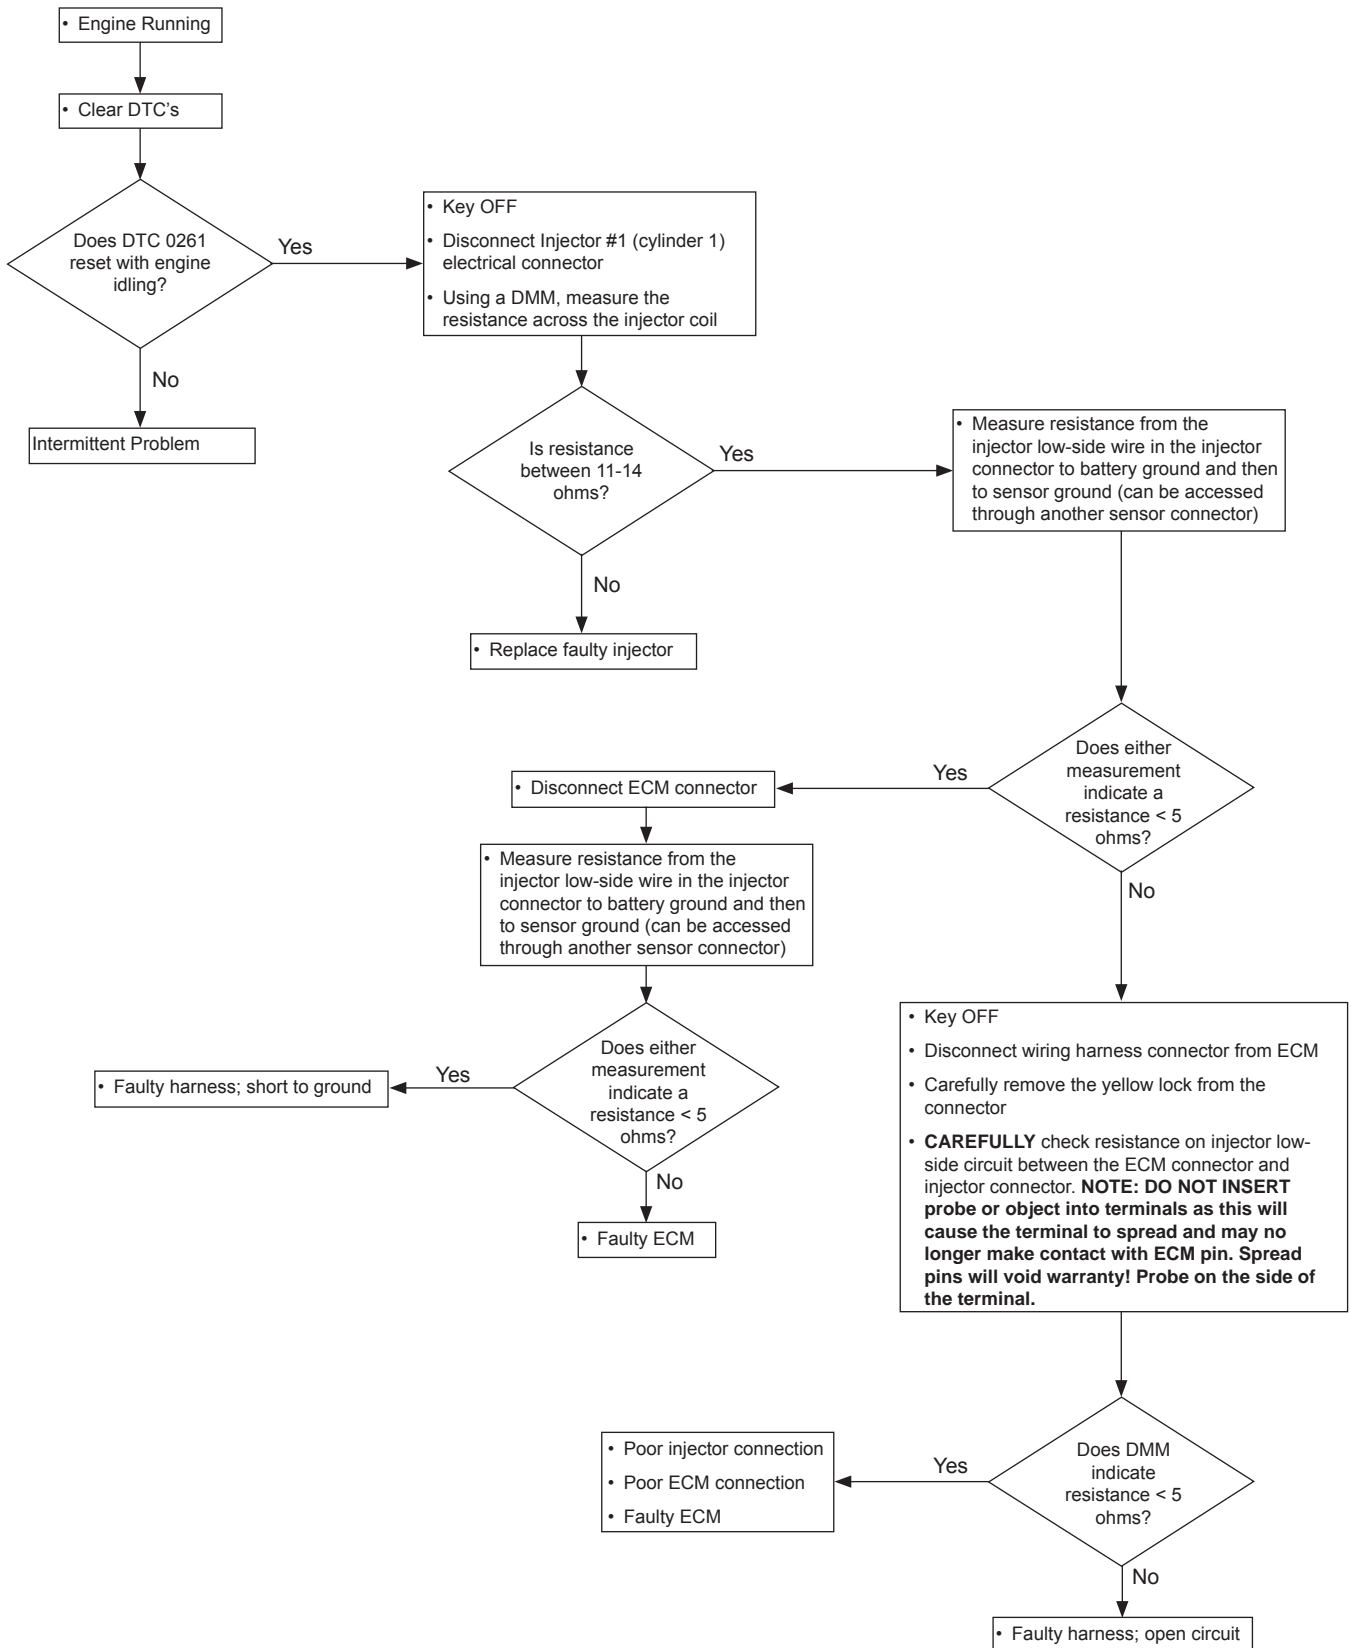 • Engine Running
• Clear DTC's
Does DTC 0261
reset with engine
idling?
Yes
No
Intermittent Problem
• Key OFF
• Disconnect Injector #1 (cylinder 1)
electrical connector
• Using a DMM, measure the
resistance across the injector coil
Is resistance
between 11-14
ohms?
Yes
No
• Replace faulty injector
• Measure resistance from the
injector low-side wire in the injector
connector to battery ground and then
to sensor ground (can be accessed
through another sensor connector)
Does either
measurement
indicate a
resistance < 5
ohms?
Yes
No
• Disconnect ECM connector
• Measure resistance from the
injector low-side wire in the injector
connector to battery ground and then
to sensor ground (can be accessed
through another sensor connector)
Does either
measurement
indicate a
resistance < 5
ohms?
Yes
• Faulty harness; short to ground
No
• Faulty ECM
• Key OFF
• Disconnect wiring harness connector from ECM
• Carefully remove the yellow lock from the
connector
• CAREFULLY check resistance on injector low-
side circuit between the ECM connector and
injector connector. NOTE: DO NOT INSERT
probe or object into terminals as this will
cause the terminal to spread and may no
longer make contact with ECM pin. Spread
pins will void warranty! Probe on the side of
the terminal.
Does DMM
indicate
resistance < 5
ohms?
Yes
• Poor injector connection
• Poor ECM connection
• Faulty ECM
No
• Faulty harness; open circuit